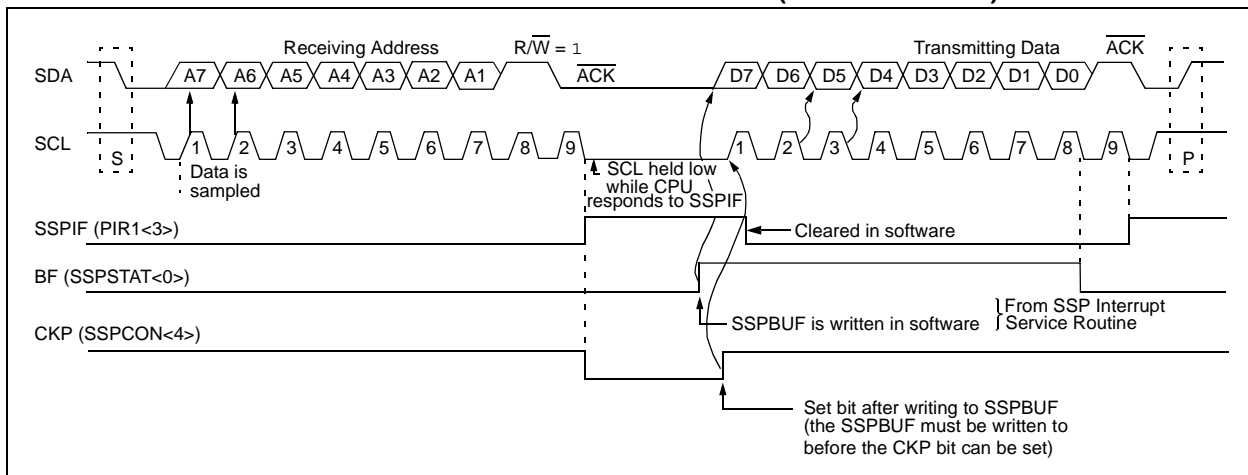 Receiving Address R/W = 1 Transmitting Data ACK
SDA A7 A6 A5 A4 A3 A2 A1 ACK D7 D6 D5 D4 D3 D2 D1 D0
SCL S 1 2 3 4 5 6 7 8 9 1 2 3 4 5 6 7 8 9 P
Data is
sampled
SCL held low
while CPU
responds to SSPIF
SSPIF (PIR1<3>)
Cleared in software
BF (SSPSTAT<0>)
SSPBUF is written in software
From SSP Interrupt
Service Routine
CKP (SSPCON<4>)
Set bit after writing to SSPBUF
(the SSPBUF must be written to
before the CKP bit can be set)